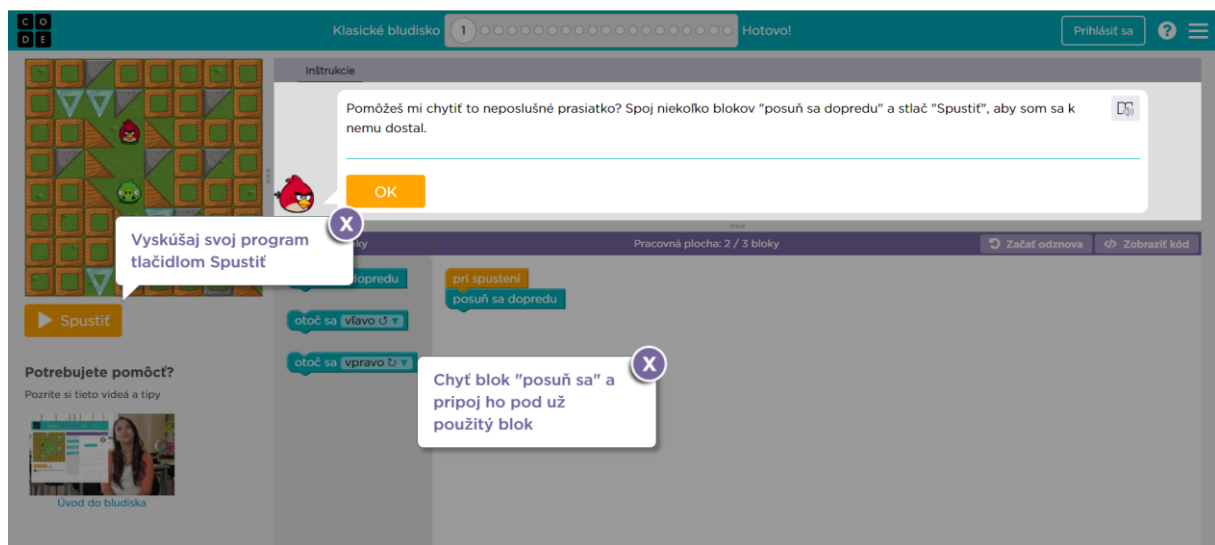 C O
D E
Klasické bludisko
1
Hotovo!
Prihlásiť sa
?
Inštrukcie
Pomôžeš mi chytiť to neposlušné prasiatko? Spoj niekoľko blokov "posuň sa dopredu" a stlač "Spustiť", aby som sa k
nemu dostal.
OK
X
Vyskúšaj svoj program
tlačidlom Spustiť
Pracovná plocha: 2 / 3 bloky
Začať odznova
Zobraziť kód
dopredu
pri spustení
posuň sa dopredu
Spustiť
otoč sa vľavo
otoč sa vpravo
X
Chyť blok "posuň sa" a
pripoj ho pod už
použitý blok
Potrebujete pomôcť?
Pozrite si tieto videá a tipy
Úvod do bludiska